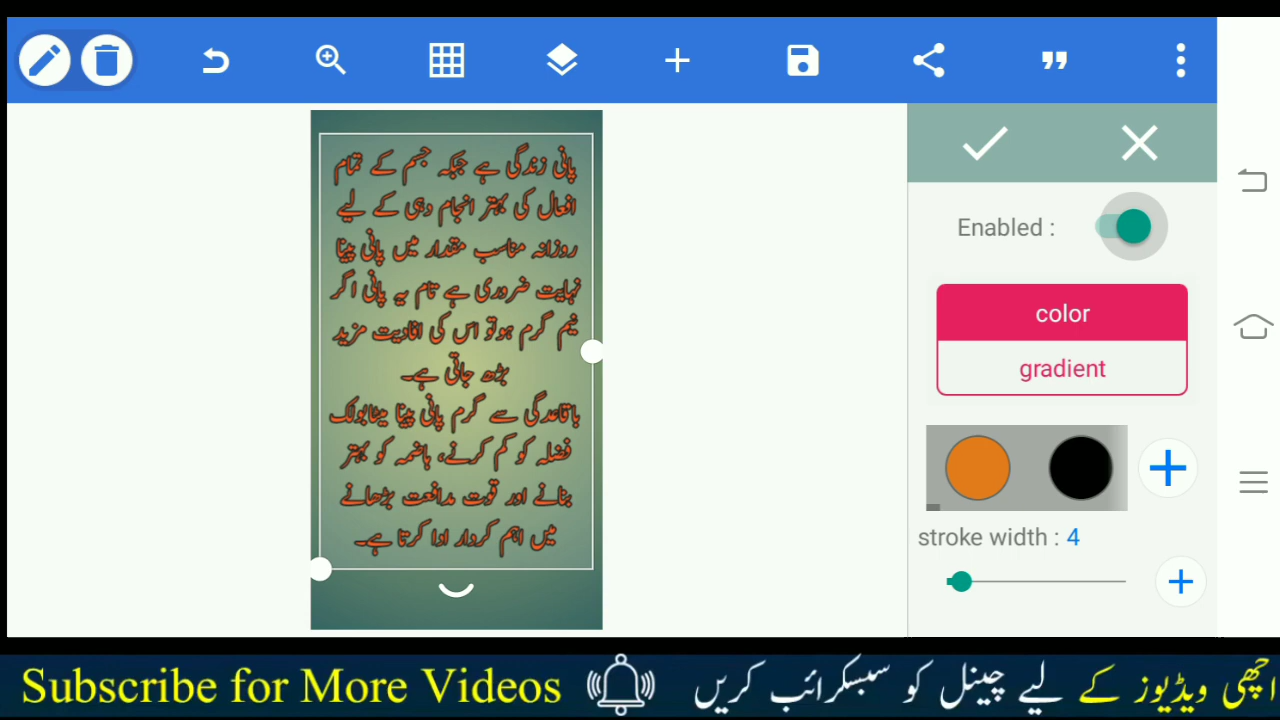 پانی زندگی ہے جبکہ جسم کے تمام
افعال کی بہتر انجام دہی کے لیے
روزانہ مناسب مقدار میں پانی پینا
نہایت ضروری ہے تام یہ پانی اگر
نیم گرم ہوتو اس کی افادیت مزید
بڑھ جاتی ہے۔
باقاعدگی سے گرم پانی پینا میٹابولک
فضلہ کو کم کرنے، ہاضمہ کو بہتر
بنانے اور قوت مدافعت بڑھانے
میں اہم کردار ادا کرتا ہے۔
Enabled :
color
gradient
stroke width : 4
Subscribe for More Videos
اچھی ویڈیوز کے لیے چینل کو سبسکرائب کریں